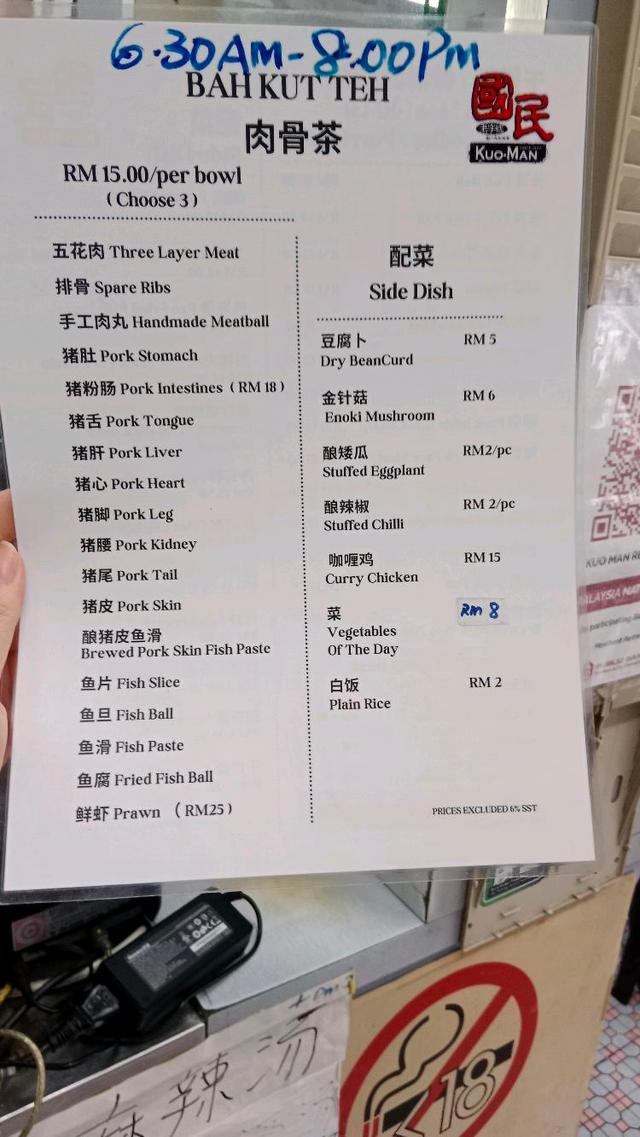 6.30AM-8.00PM
BAH KUT TEH
肉骨茶
國民
KUO-MAN
RM 15.00/per bowl
( Choose 3 )
五花肉 Three Layer Meat
排骨 Spare Ribs
手工肉丸 Handmade Meatball
猪肚 Pork Stomach
猪粉肠 Pork Intestines ( RM 18 )
猪舌 Pork Tongue
猪肝 Pork Liver
猪心 Pork Heart
猪脚 Pork Leg
猪腰 Pork Kidney
猪尾 Pork Tail
猪皮 Pork Skin
酿猪皮鱼滑
Brewed Pork Skin Fish Paste
鱼片 Fish Slice
鱼旦 Fish Ball
鱼滑 Fish Paste
鱼腐 Fried Fish Ball
鲜虾 Prawn ( RM25 )
配菜
Side Dish
豆腐卜 RM 5
Dry BeanCurd
金针菇 RM 6
Enoki Mushroom
酿矮瓜 RM2/pc
Stuffed Eggplant
酿辣椒 RM 2/pc
Stuffed Chilli
咖喱鸡 RM 15
Curry Chicken
菜 Rm 8
Vegetables
Of The Day
白饭 RM 2
Plain Rice
PRICES EXCLUDED 6% SST
KUO MAN RE
ALAYSIA NAT
麻辣汤
18